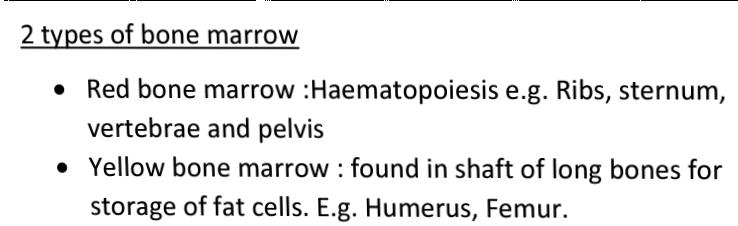 2 types of bone marrow
• Red bone marrow :Haematopoiesis e.g. Ribs, sternum,
vertebrae and pelvis
• Yellow bone marrow : found in shaft of long bones for
storage of fat cells. E.g. Humerus, Femur.